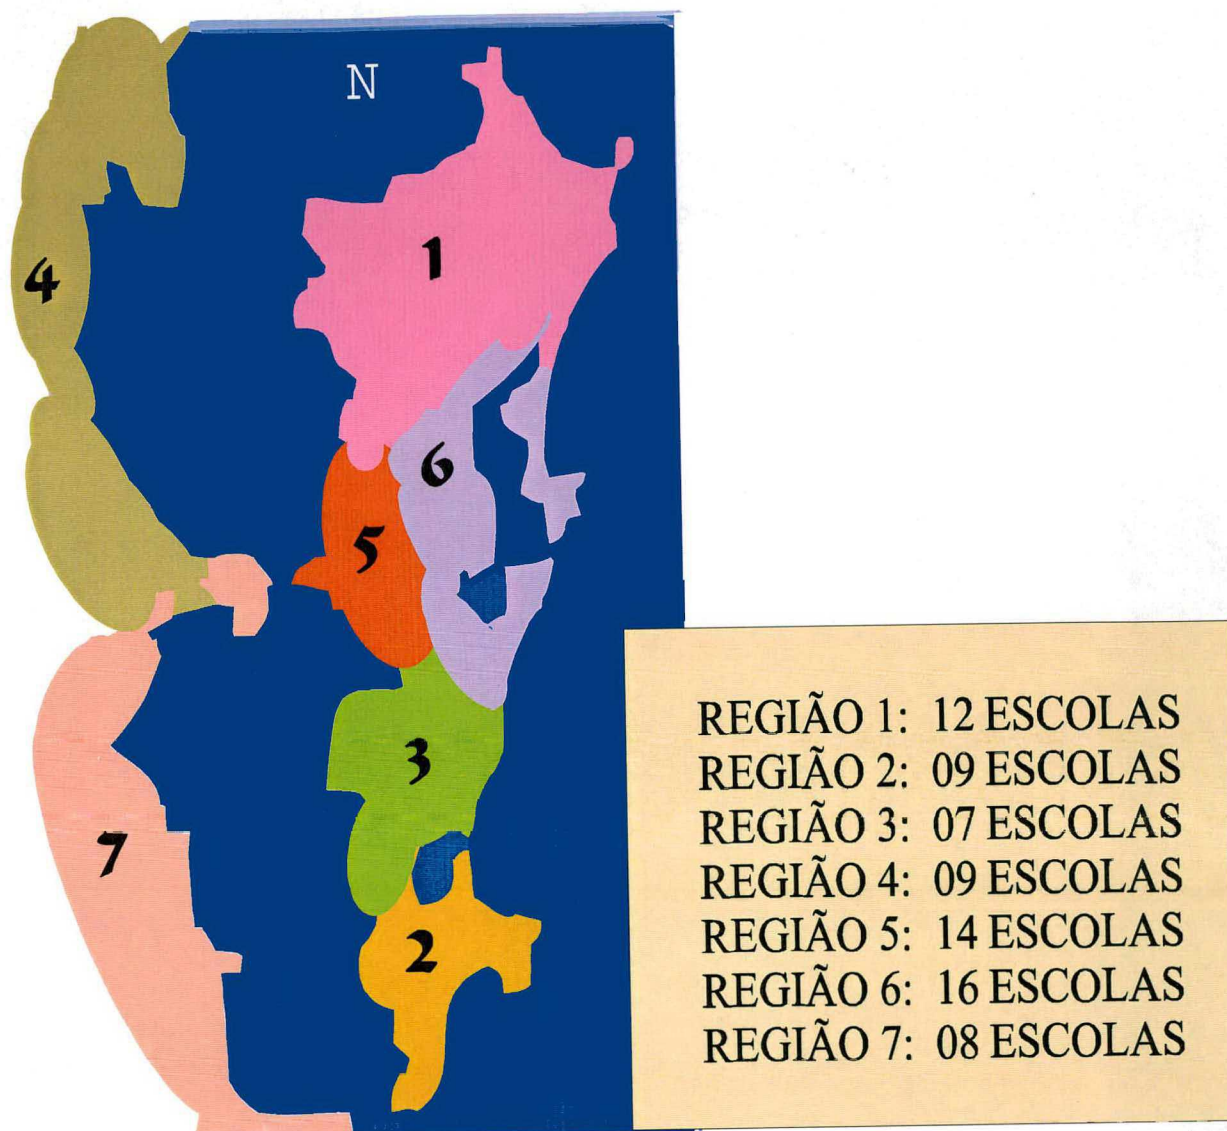 N
1
4
6
5
3
7
2
REGIÃO 1: 12 ESCOLAS
REGIÃO 2: 09 ESCOLAS
REGIÃO 3: 07 ESCOLAS
REGIÃO 4: 09 ESCOLAS
REGIÃO 5: 14 ESCOLAS
REGIÃO 6: 16 ESCOLAS
REGIÃO 7: 08 ESCOLAS